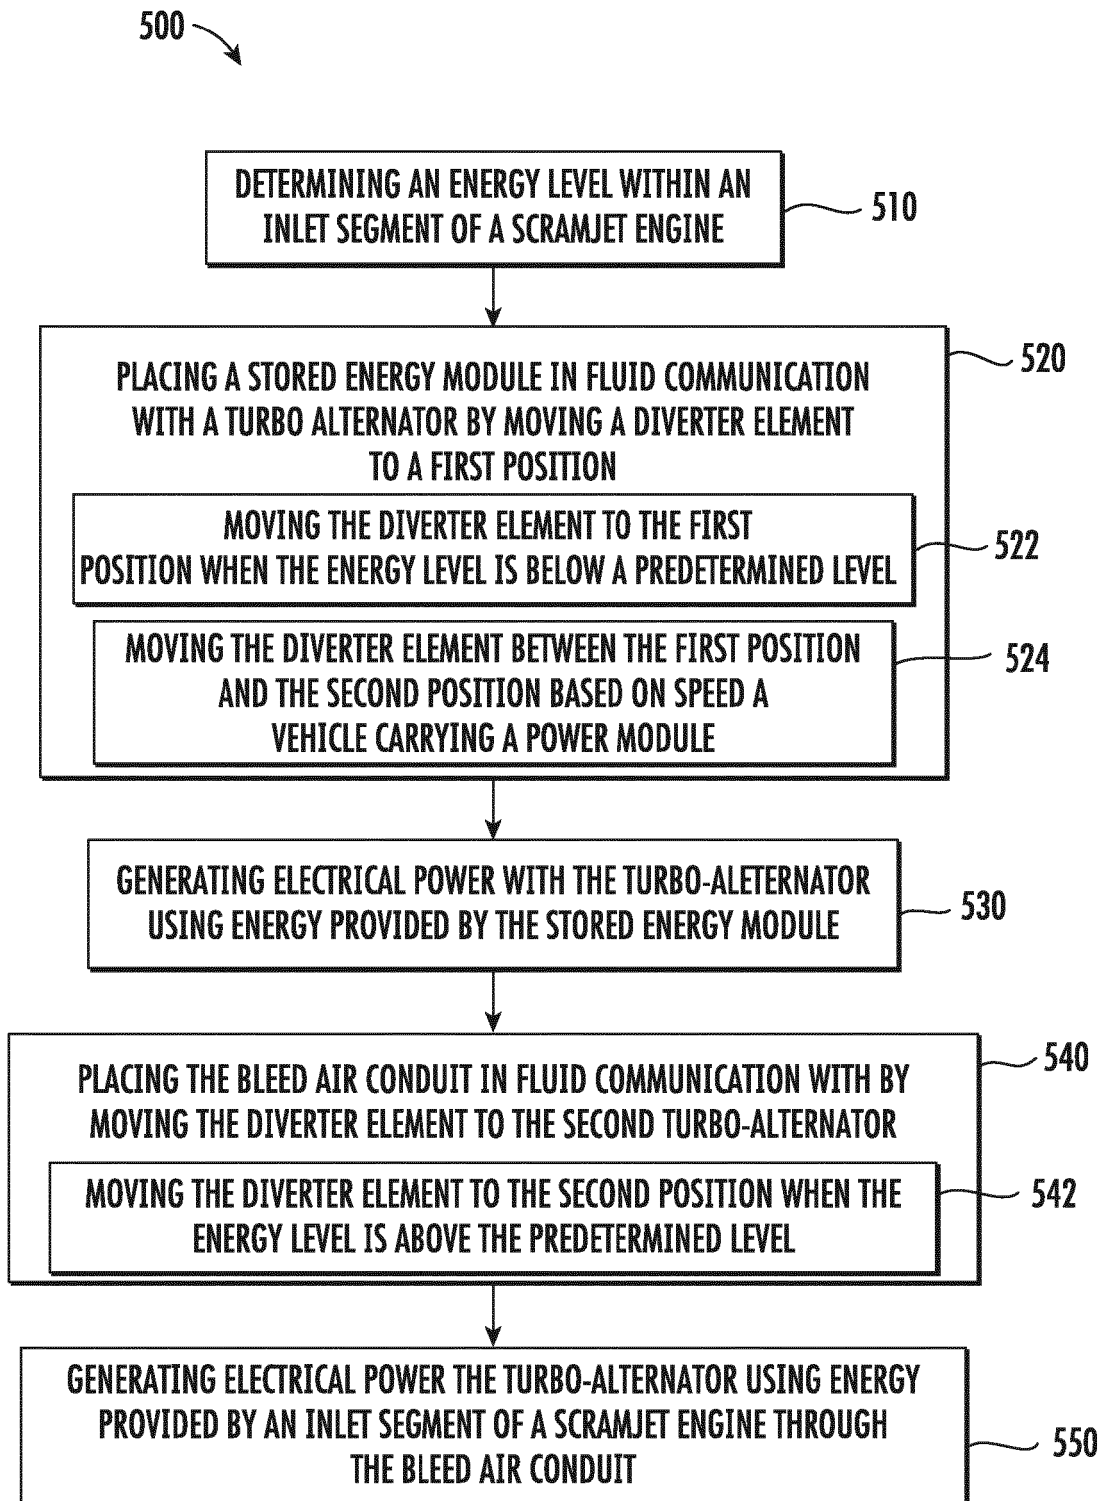 500
DETERMINING AN ENERGY LEVEL WITHIN AN
INLET SEGMENT OF A SCRAMJET ENGINE
510
PLACING A STORED ENERGY MODULE IN FLUID COMMUNICATION
WITH A TURBO ALTERNATOR BY MOVING A DIVERTER ELEMENT
TO A FIRST POSITION
520
MOVING THE DIVERTER ELEMENT TO THE FIRST
POSITION WHEN THE ENERGY LEVEL IS BELOW A PREDETERMINED LEVEL
522
MOVING THE DIVERTER ELEMENT BETWEEN THE FIRST POSITION
AND THE SECOND POSITION BASED ON SPEED A
VEHICLE CARRYING A POWER MODULE
524
GENERATING ELECTRICAL POWER WITH THE TURBO-ALETERNATOR
USING ENERGY PROVIDED BY THE STORED ENERGY MODULE
530
PLACING THE BLEED AIR CONDUIT IN FLUID COMMUNICATION WITH BY
MOVING THE DIVERTER ELEMENT TO THE SECOND TURBO-ALTERNATOR
540
MOVING THE DIVERTER ELEMENT TO THE SECOND POSITION WHEN THE
ENERGY LEVEL IS ABOVE THE PREDETERMINED LEVEL
542
GENERATING ELECTRICAL POWER THE TURBO-ALTERNATOR USING ENERGY
PROVIDED BY AN INLET SEGMENT OF A SCRAMJET ENGINE THROUGH
THE BLEED AIR CONDUIT
550